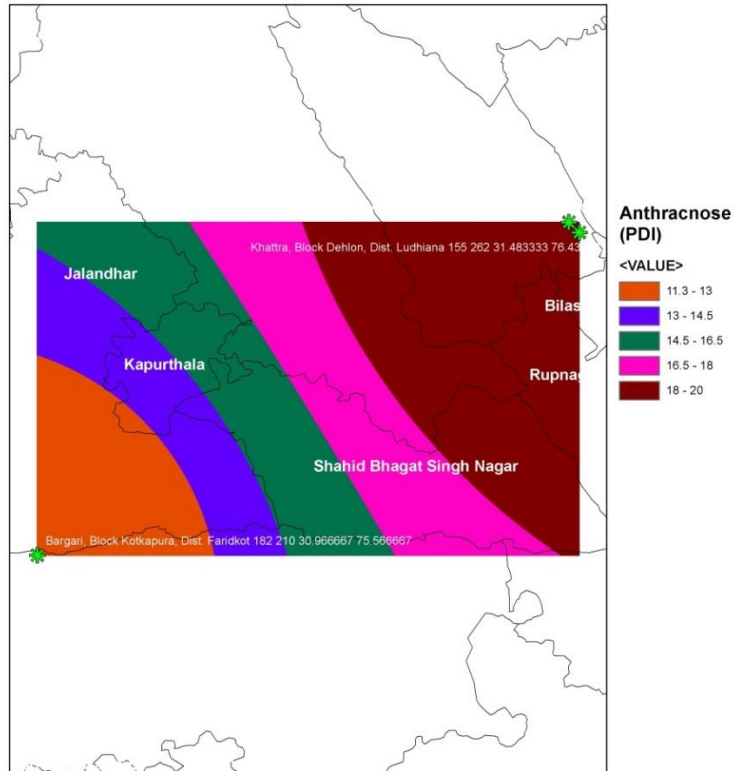 Anthracnose
(PDI)
<VALUE>
11.3 - 13
13 - 14.5
14.5 - 16.5
16.5 - 18
18 - 20
Khattra, Block Dehlon, Dist. Ludhiana 155 262 31.483333 76.43
Jalandhar
Bilas
Kapurthala
Rupnag
Shahid Bhagat Singh Nagar
Bargari, Block Kotkapura, Dist. Faridkot 182 210 30.966667 75.566667